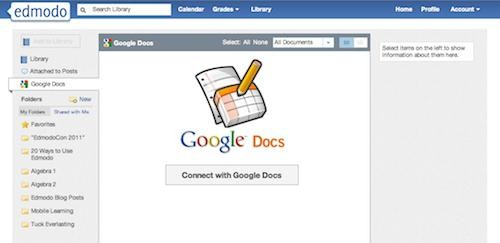 edmodo
Search Library
Calendar
Grades
Library
Home
Profile
Account
Add to Library
Library
Attached to Posts
Google Docs
Folders
New
My Folders
Shared with Me
Favorites
"EdmodoCon 2011"
20 Ways to Use Edmodo
Algebra 1
Algebra 2
Edmodo Blog Posts
Mobile Learning
Tuck Everlasting
Google Docs
Select: All None
All Documents
Google Docs
Connect with Google Docs
Select items on the left to show
information about them here.